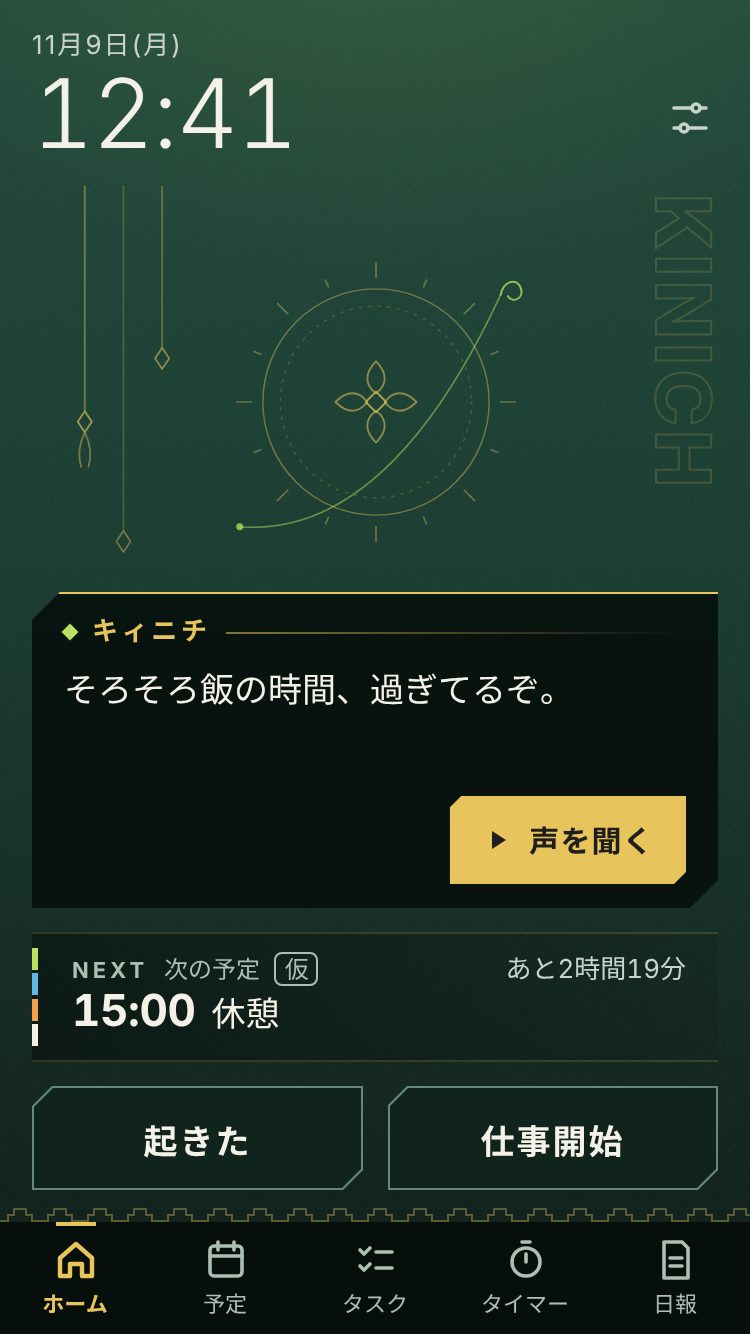 11月9日(月)
12:41
KINICH
キィニチ
そろそろ飯の時間、過ぎてるぞ。
声を聞く
NEXT 次の予定 仮 あと2時間19分
15:00 休憩
起きた 仕事開始
ホーム 予定 タスク タイマー 日報